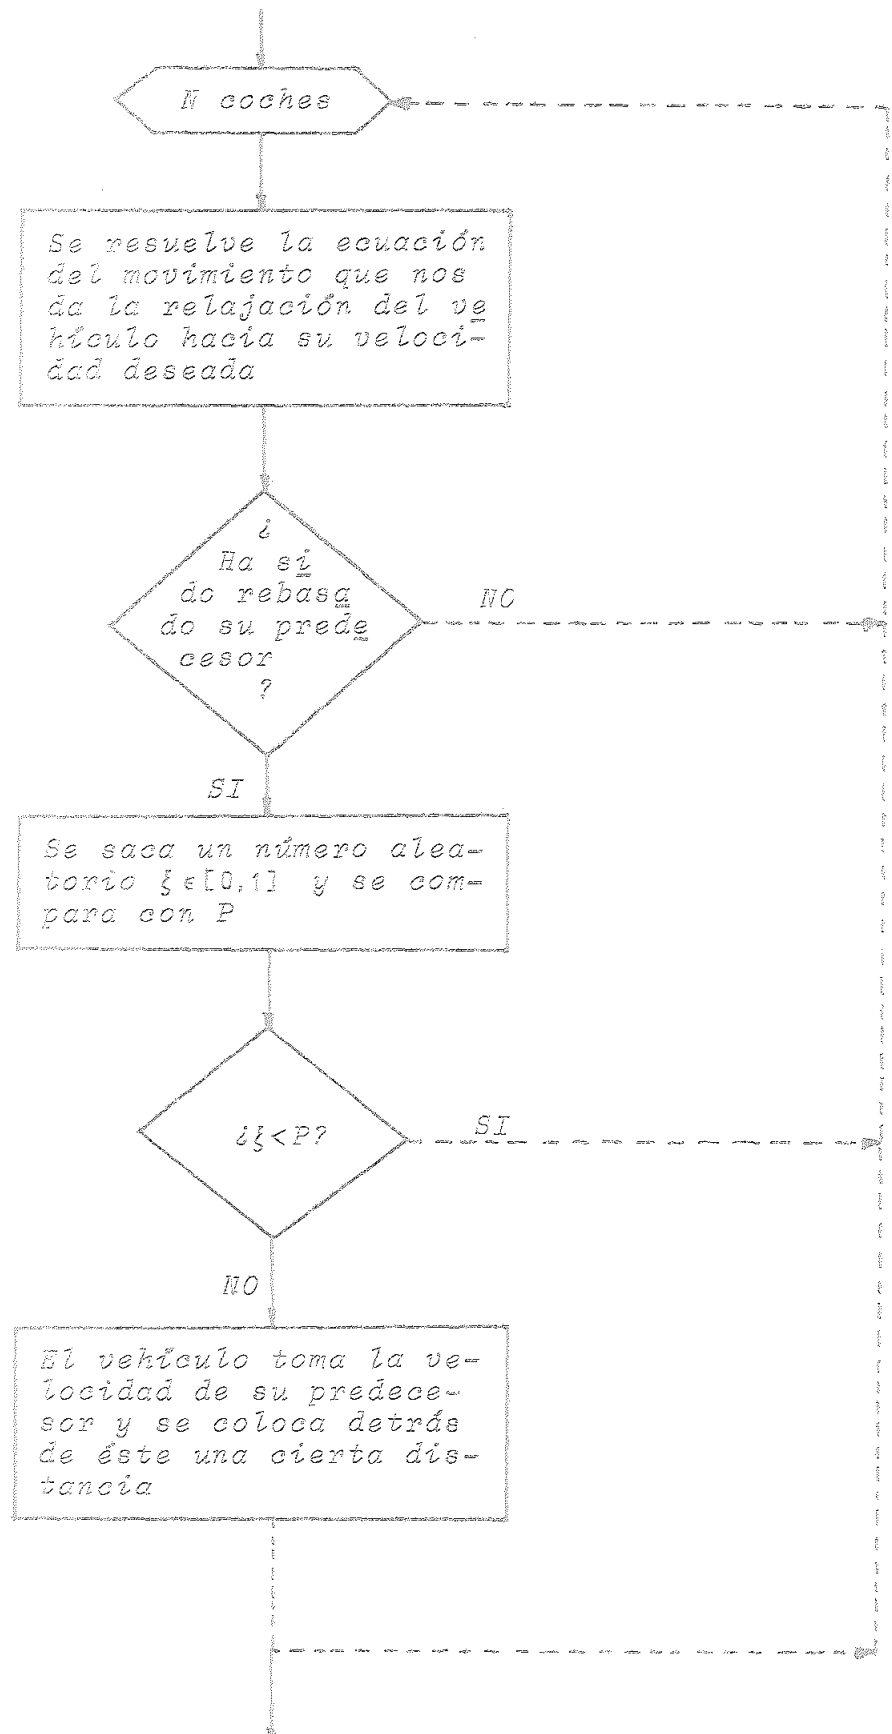 N coches
Se resuelve la ecuación
del movimiento que nos
da la relajación del ve
hículo hacia su veloci-
dad deseada
¿
Ha si
do rebasa
do su prede
cesor
?
NO
SI
Se saca un número alea-
torio ξ ϵ[0,1] y se com-
para con P
¿ξ<P?
SI
NO
El vehículo toma la ve-
locidad de su predece-
sor y se coloca detrás
de éste una cierta dis-
tancia